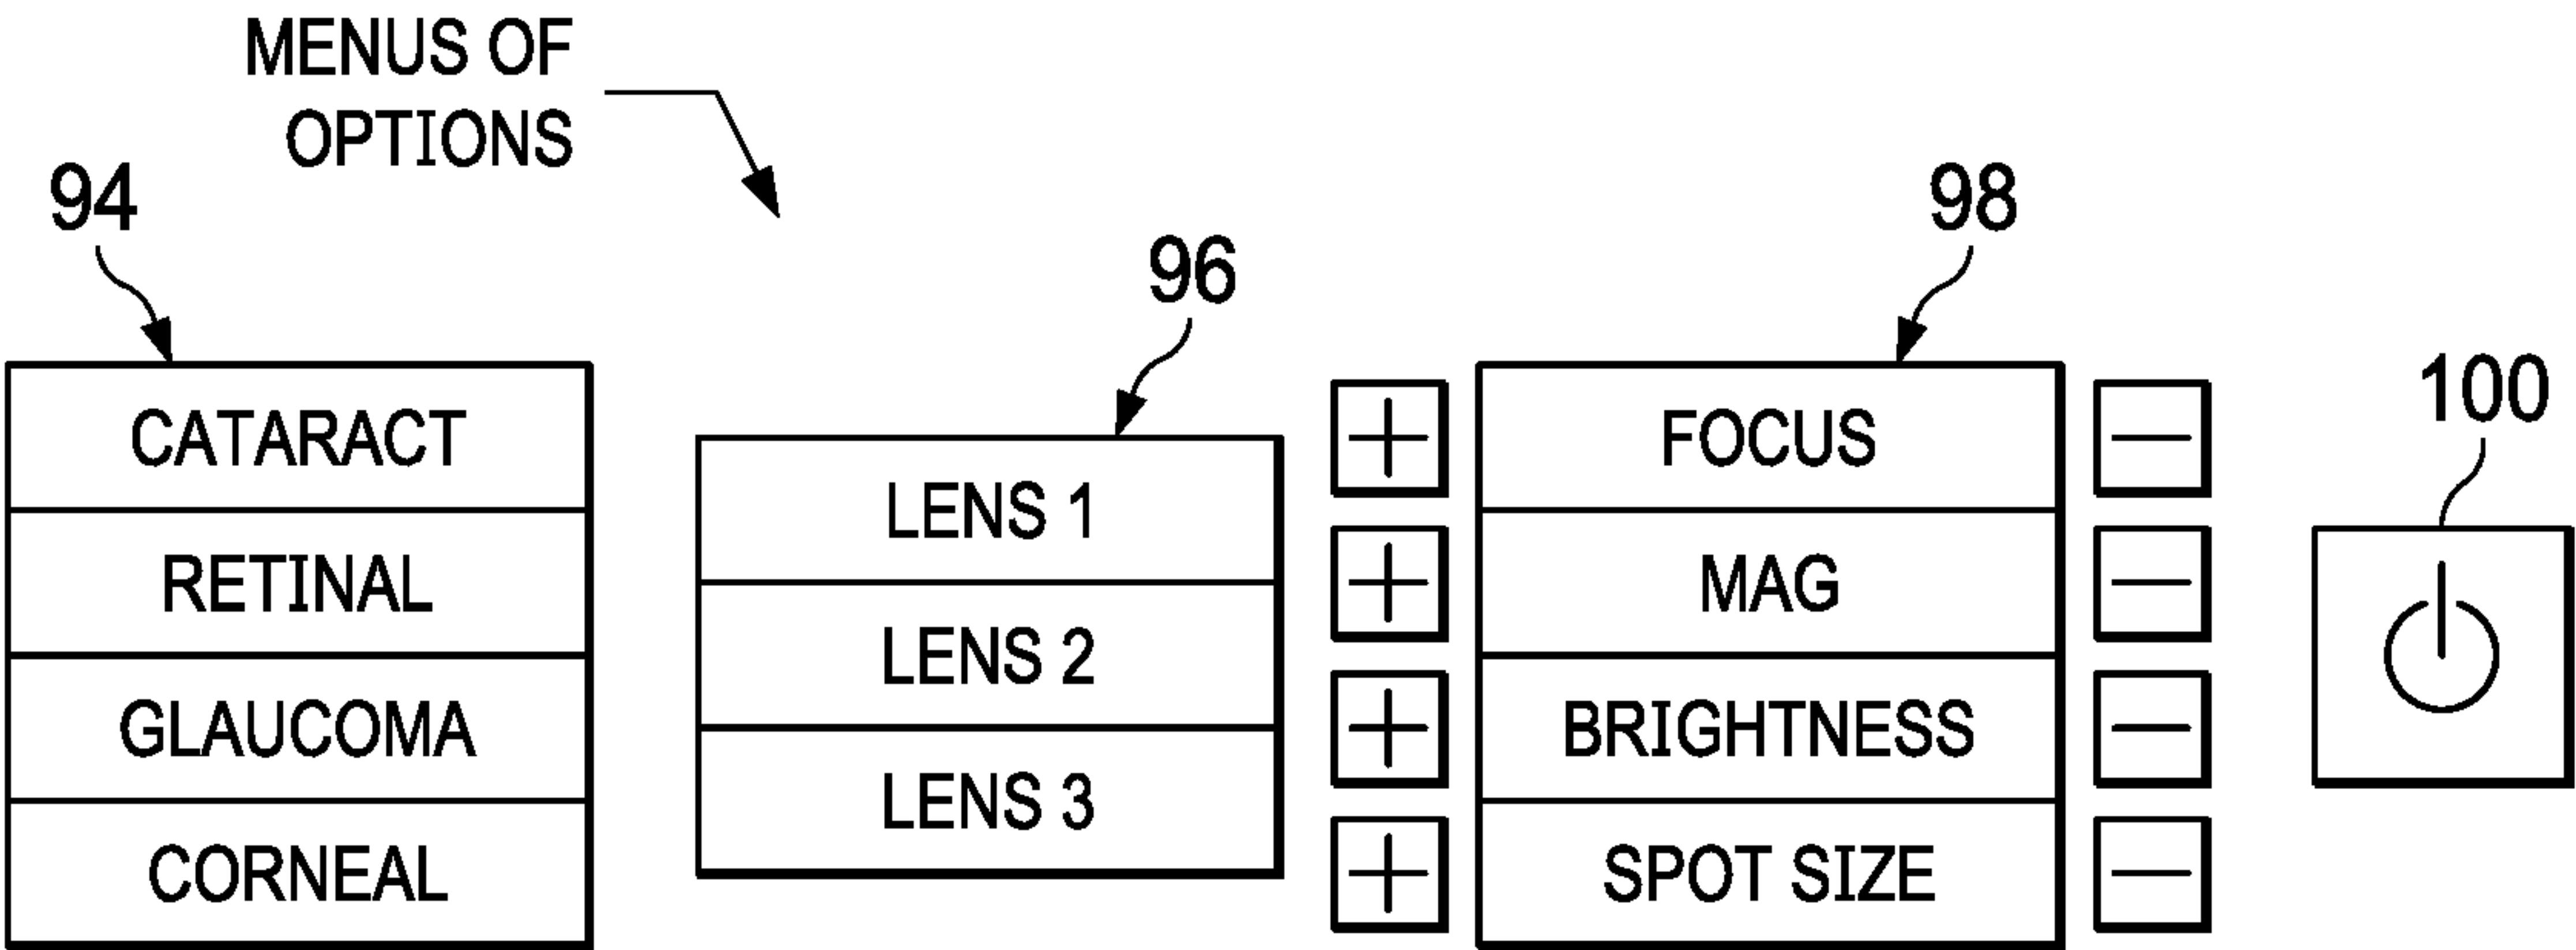 MENUS OF
OPTIONS
94
96
98
100
CATARACT
RETINAL
GLAUCOMA
CORNEAL
LENS 1
LENS 2
LENS 3
+ FOCUS −
+ MAG −
+ BRIGHTNESS −
+ SPOT SIZE −